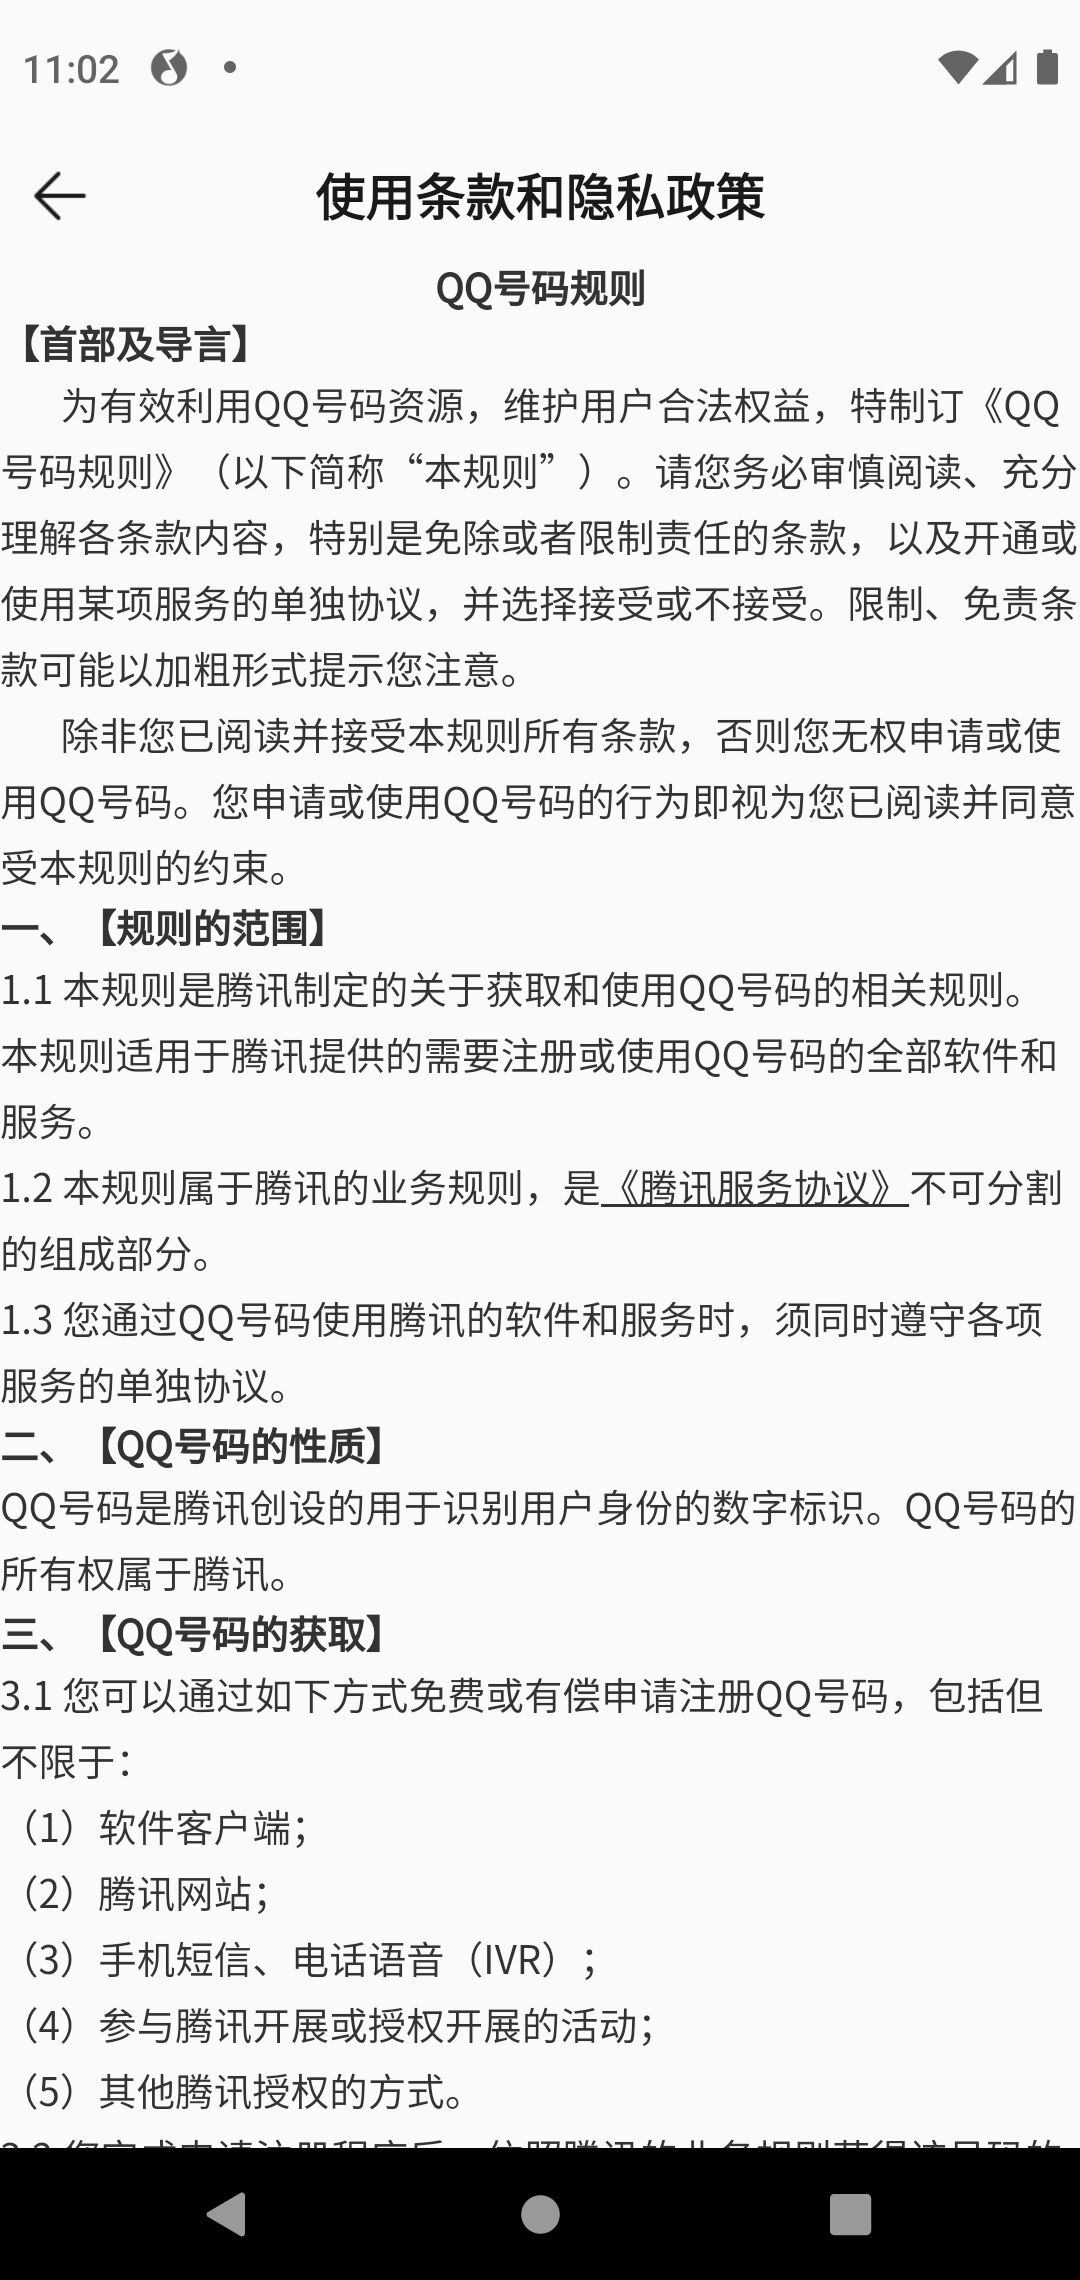 11:02
使用条款和隐私政策
QQ号码规则
【首部及导言】
为有效利用QQ号码资源，维护用户合法权益，特制订《QQ
号码规则》（以下简称“本规则”）。请您务必审慎阅读、充分
理解各条款内容，特别是免除或者限制责任的条款，以及开通或
使用某项服务的单独协议，并选择接受或不接受。限制、免责条
款可能以加粗形式提示您注意。
除非您已阅读并接受本规则所有条款，否则您无权申请或使
用QQ号码。您申请或使用QQ号码的行为即视为您已阅读并同意
受本规则的约束。
一、【规则的范围】
1.1 本规则是腾讯制定的关于获取和使用QQ号码的相关规则。
本规则适用于腾讯提供的需要注册或使用QQ号码的全部软件和
服务。
1.2 本规则属于腾讯的业务规则，是《腾讯服务协议》不可分割
的组成部分。
1.3 您通过QQ号码使用腾讯的软件和服务时，须同时遵守各项
服务的单独协议。
二、【QQ号码的性质】
QQ号码是腾讯创设的用于识别用户身份的数字标识。QQ号码的
所有权属于腾讯。
三、【QQ号码的获取】
3.1 您可以通过如下方式免费或有偿申请注册QQ号码，包括但
不限于：
（1）软件客户端；
（2）腾讯网站；
（3）手机短信、电话语音（IVR）；
（4）参与腾讯开展或授权开展的活动；
（5）其他腾讯授权的方式。